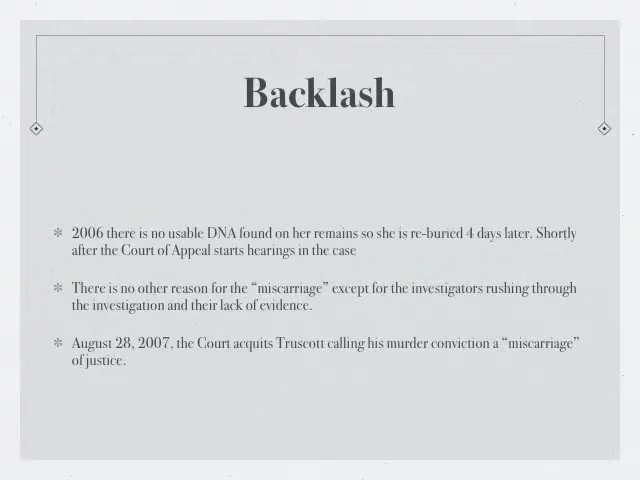 Backlash
2006 there is no usable DNA found on her remains so she is re-buried 4 days later. Shortly
after the Court of Appeal starts hearings in the case
There is no other reason for the “miscarriage” except for the investigators rushing through
the investigation and their lack of evidence.
August 28, 2007, the Court acquits Truscott calling his murder conviction a “miscarriage”
of justice.